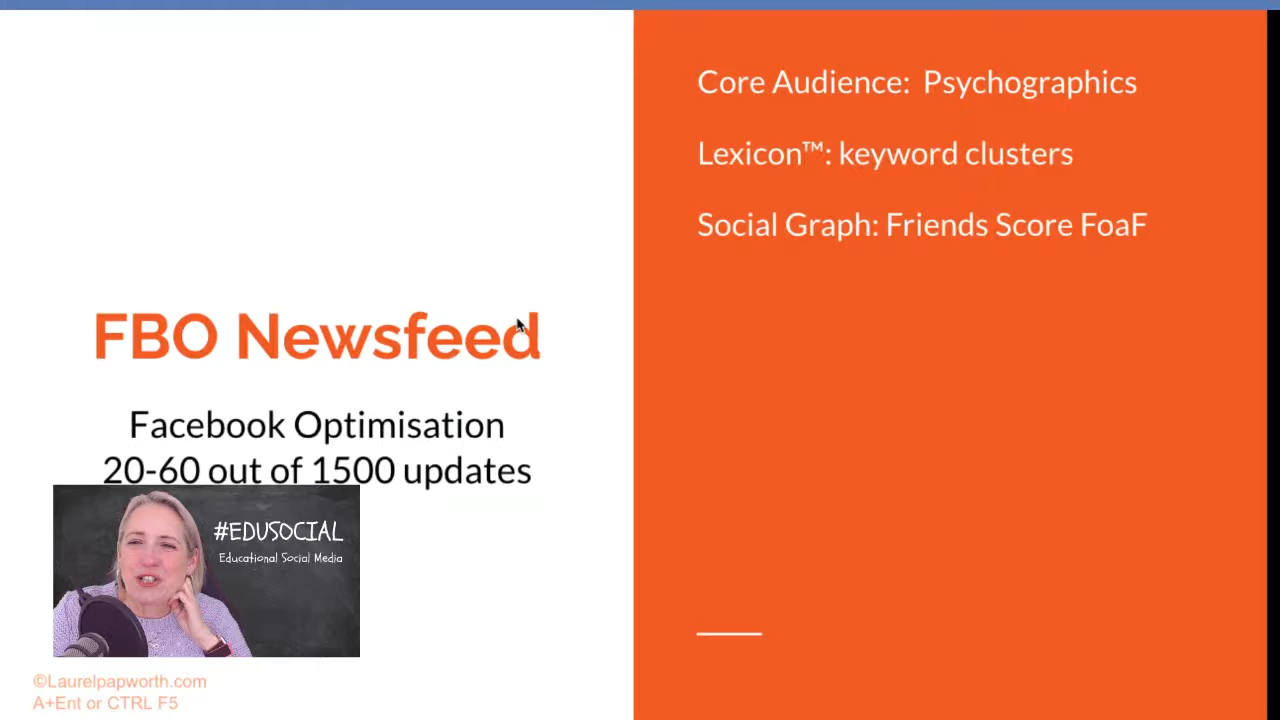 Core Audience:  Psychographics
Lexicon™: keyword clusters
Social Graph: Friends Score FoaF
FBO Newsfeed
Facebook Optimisation
20-60 out of 1500 updates
#EDUSOCIAL
Educational Social Media
©Laurelpapworth.com
A+Ent or CTRL F5